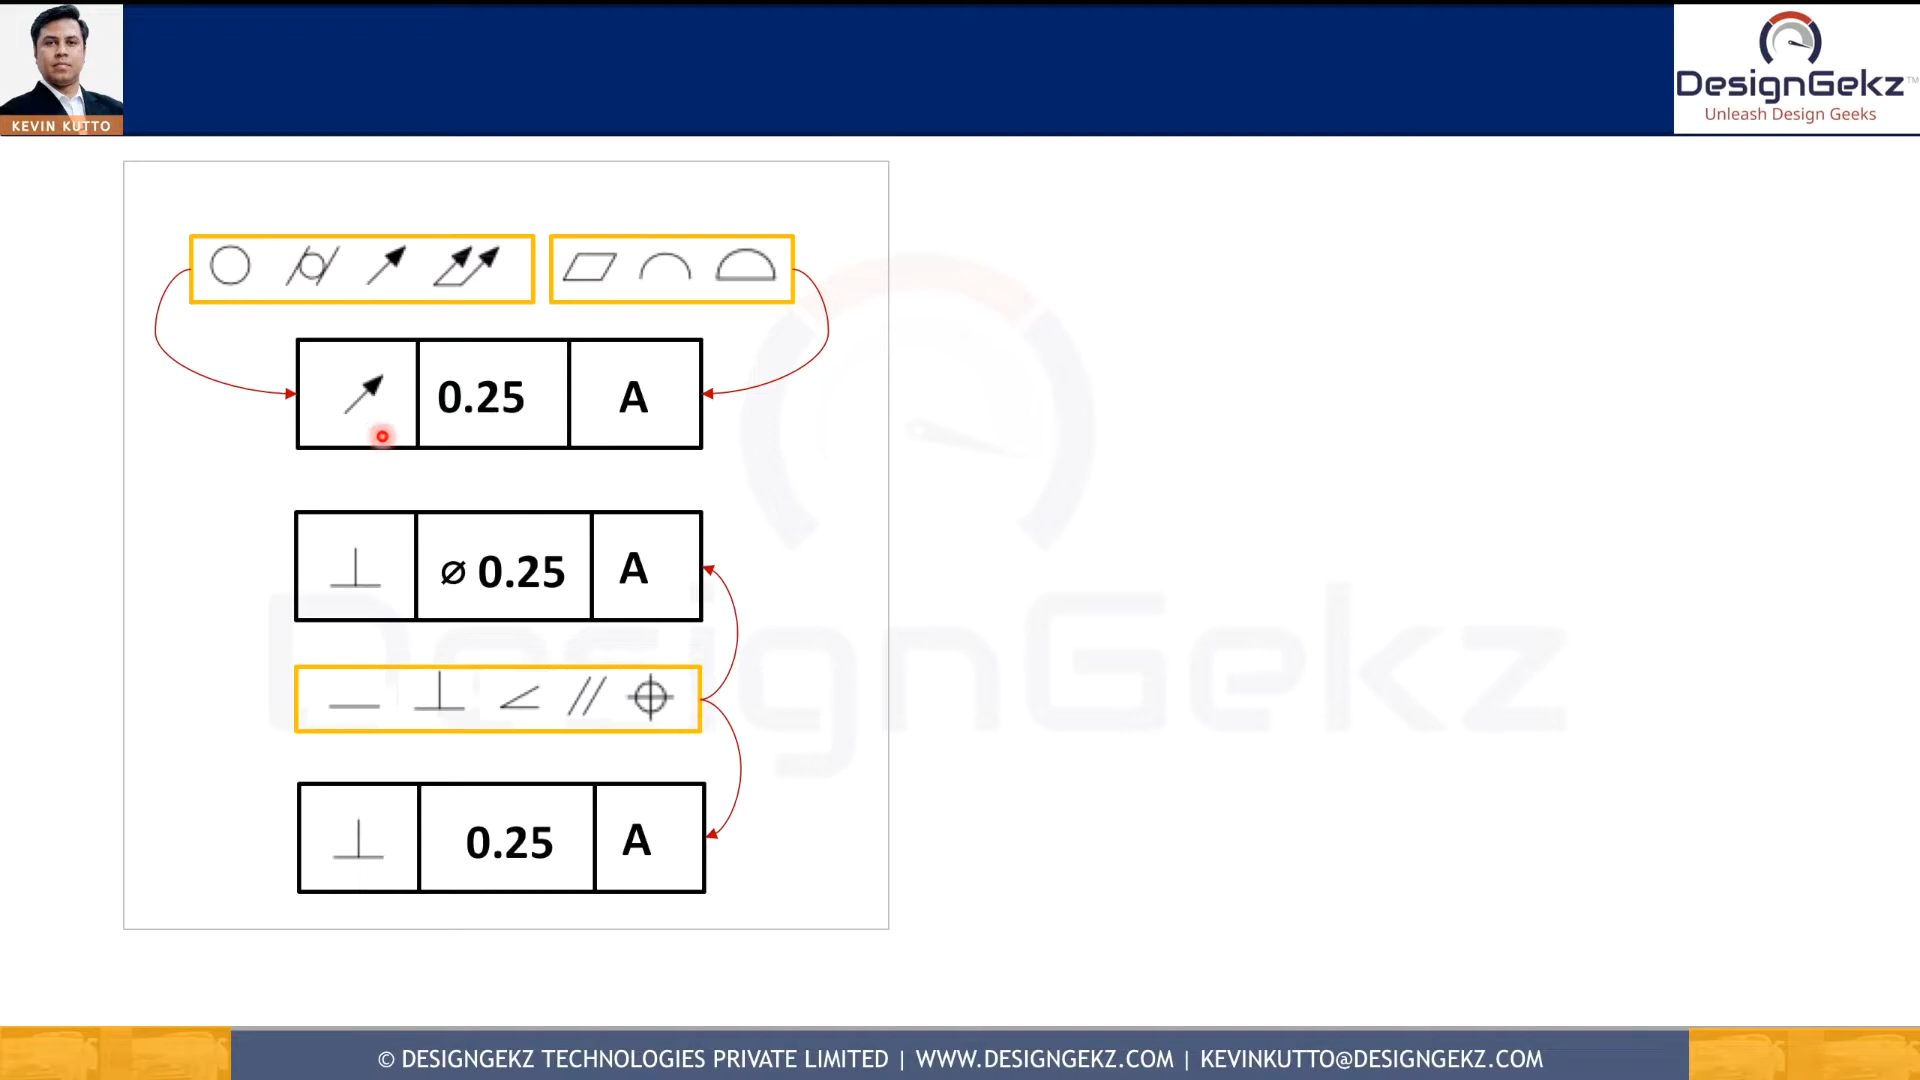 KEVIN KUTTO
DesignGekz™
Unleash Design Geeks
0.25 A
⌀ 0.25 A
DesignGekz
0.25 A
© DESIGNGEKZ TECHNOLOGIES PRIVATE LIMITED | WWW.DESIGNGEKZ.COM | KEVINKUTTO@DESIGNGEKZ.COM